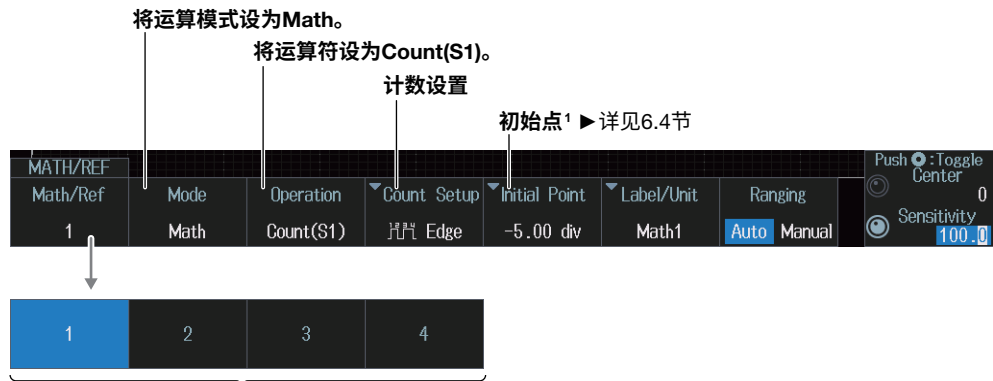 将运算模式设为Math。
将运算符设为Count(S1)。
计数设置
初始点¹ ►详见6.4节
MATH/REF
Math/Ref Mode Operation Count Setup Initial Point Label/Unit Ranging
1 Math Count(S1) Edge -5.00 div Math1 Auto Manual
Push :Toggle
Center
0
Sensitivity
100.0
1 2 3 4